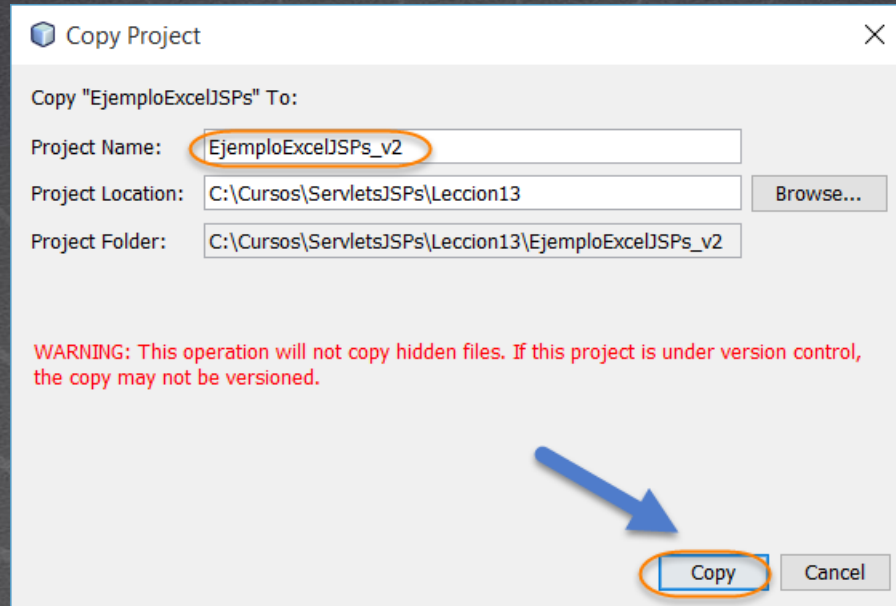 Copy Project
Copy "EjemploExcelJSPs" To:
Project Name: EjemploExcelJSPs_v2
Project Location: C:\Cursos\ServletsJSPs\Leccion13 Browse...
Project Folder: C:\Cursos\ServletsJSPs\Leccion13\EjemploExcelJSPs_v2
WARNING: This operation will not copy hidden files. If this project is under version control,
the copy may not be versioned.
Copy Cancel